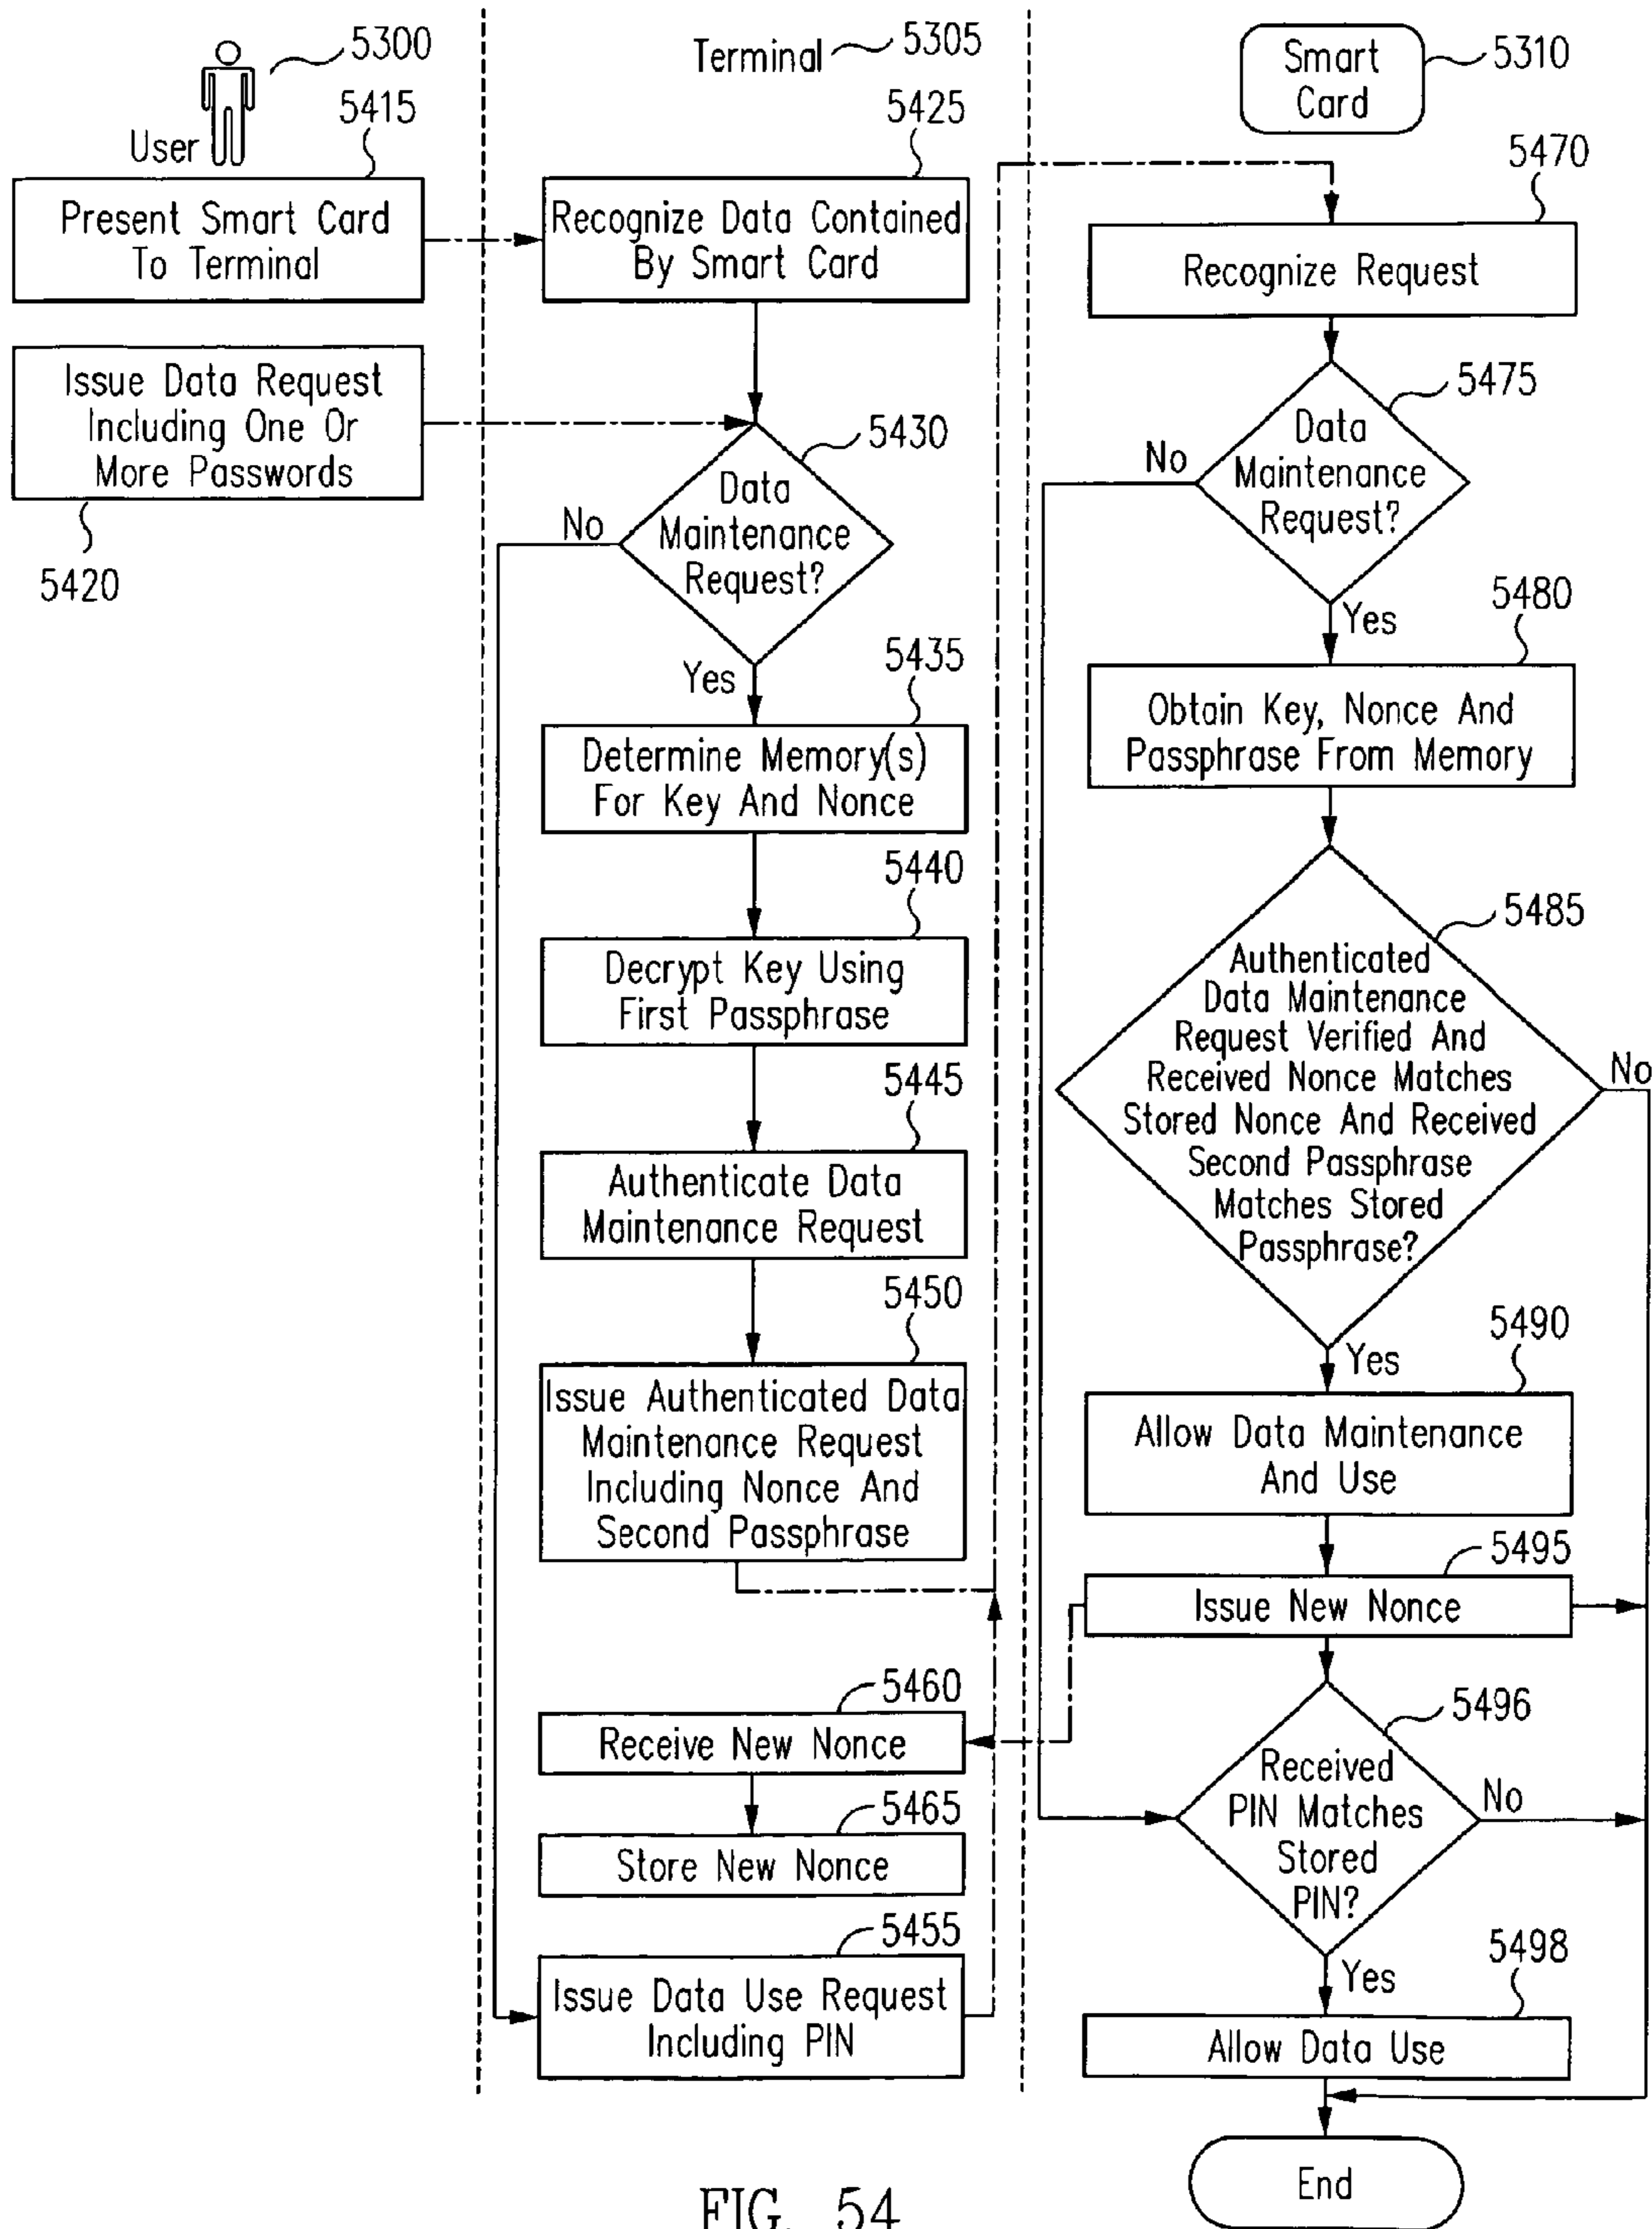 5300
User
5415
Present Smart Card
To Terminal
Issue Data Request
Including One Or
More Passwords
5420
Terminal
5305
5425
Recognize Data Contained
By Smart Card
5430
Data
Maintenance
Request?
No
Yes
5435
Determine Memory(s)
For Key And Nonce
5440
Decrypt Key Using
First Passphrase
5445
Authenticate Data
Maintenance Request
5450
Issue Authenticated Data
Maintenance Request
Including Nonce And
Second Passphrase
5460
Receive New Nonce
5465
Store New Nonce
5455
Issue Data Use Request
Including PIN
Smart
Card
5310
5470
Recognize Request
5475
Data
Maintenance
Request?
No
Yes
5480
Obtain Key, Nonce And
Passphrase From Memory
5485
Authenticated
Data Maintenance
Request Verified And
Received Nonce Matches
Stored Nonce And Received
Second Passphrase
Matches Stored
Passphrase?
No
Yes
5490
Allow Data Maintenance
And Use
5495
Issue New Nonce
5496
Received
PIN Matches
Stored
PIN?
No
Yes
5498
Allow Data Use
End
FIG. 54